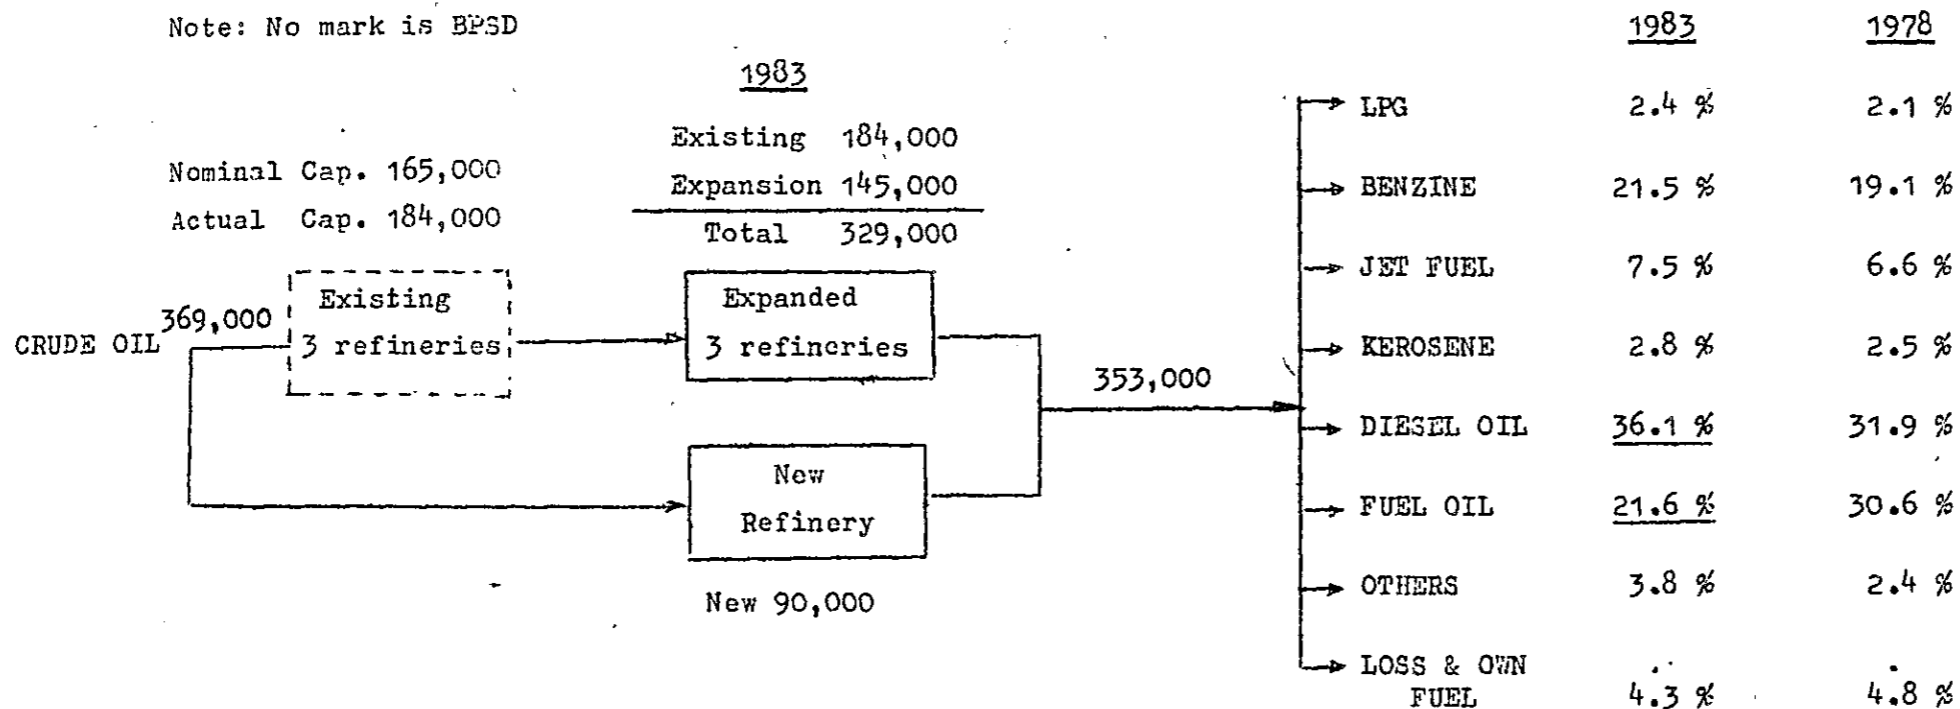 Note: No mark is BPSD
1983
1983 1978
Nominal Cap. 165,000
Actual Cap. 184,000
Existing 184,000
Expansion 145,000
Total 329,000
CRUDE OIL 369,000
Existing
3 refineries
Expanded
3 refineries
New
Refinery
New 90,000
353,000
LPG 2.4 % 2.1 %
BENZINE 21.5 % 19.1 %
JET FUEL 7.5 % 6.6 %
KEROSENE 2.8 % 2.5 %
DIESEL OIL 36.1 % 31.9 %
FUEL OIL 21.6 % 30.6 %
OTHERS 3.8 % 2.4 %
LOSS & OWN
FUEL 4.3 % 4.8 %